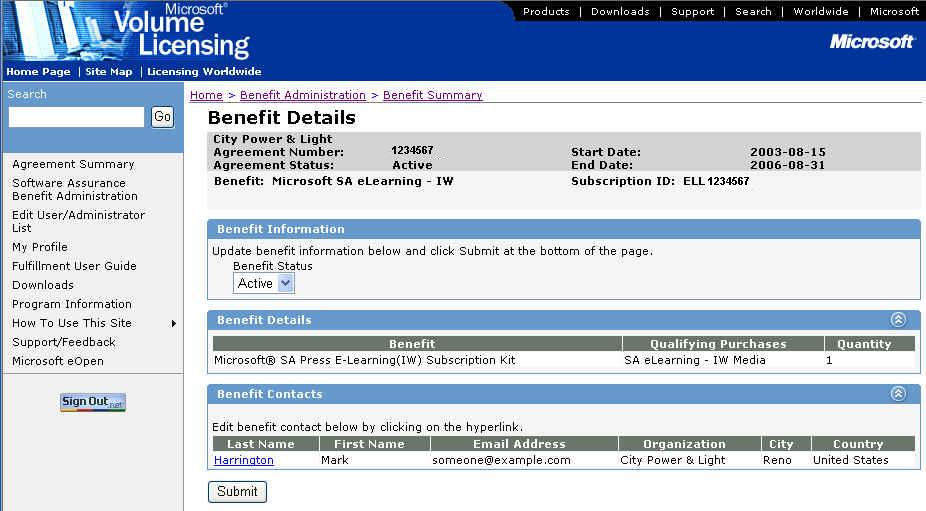 Microsoft®
Volume
Licensing
Products | Downloads | Support | Search | Worldwide | Microsoft
Microsoft
Home Page | Site Map | Licensing Worldwide
Search
Go
Agreement Summary
Software Assurance
Benefit Administration
Edit User/Administrator
List
My Profile
Fulfillment User Guide
Downloads
Program Information
How To Use This Site
Support/Feedback
Microsoft eOpen
Sign Out .net
Home > Benefit Administration > Benefit Summary
Benefit Details
City Power & Light
Agreement Number: 1234567 Start Date: 2003-08-15
Agreement Status: Active End Date: 2006-08-31
Benefit: Microsoft SA eLearning - IW Subscription ID: ELL1234567
Benefit Information
Update benefit information below and click Submit at the bottom of the page.
Benefit Status
Active
Benefit Details
Benefit Qualifying Purchases Quantity
Microsoft® SA Press E-Learning(IW) Subscription Kit SA eLearning - IW Media 1
Benefit Contacts
Edit benefit contact below by clicking on the hyperlink.
Last Name First Name Email Address Organization City Country
Harrington Mark someone@example.com City Power & Light Reno United States
Submit